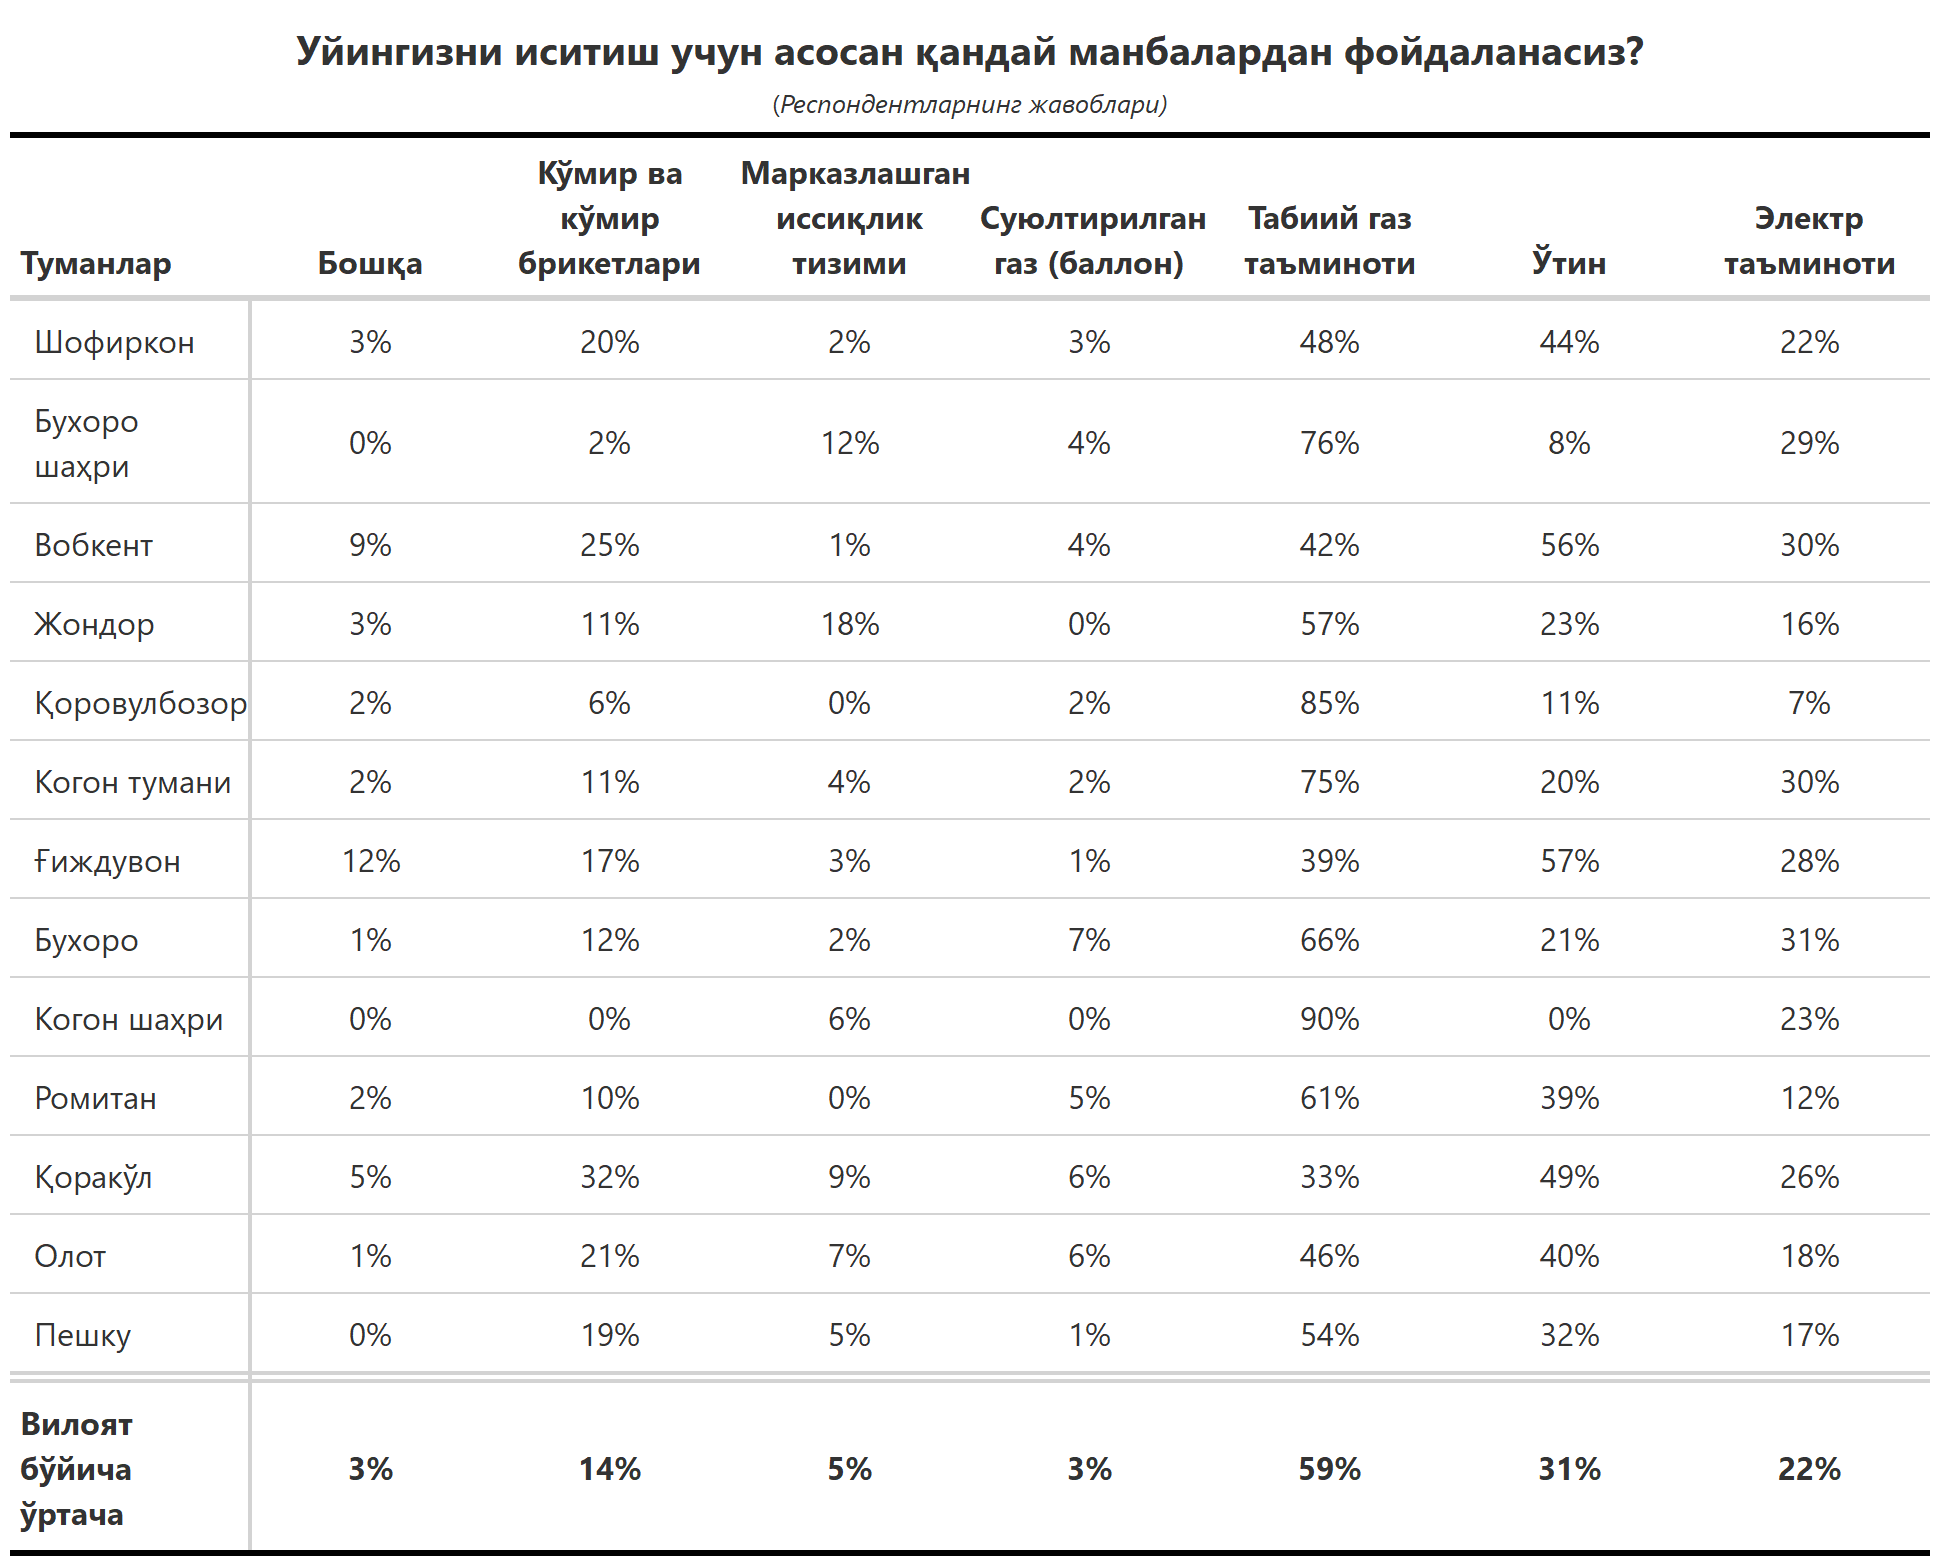 Уйингизни иситиш учун асосан қандай манбалардан фойдаланасиз?
(Респондентларнинг жавоблари)
Туманлар Бошқа Кўмир ва кўмир брикетлари Марказлашган иссиқлик тизими Суюлтирилган газ (баллон) Табиий газ таъминоти Ўтин Электр таъминоти
Шофиркон 3% 20% 2% 3% 48% 44% 22%
Бухоро шаҳри 0% 2% 12% 4% 76% 8% 29%
Вобкент 9% 25% 1% 4% 42% 56% 30%
Жондор 3% 11% 18% 0% 57% 23% 16%
Қоровулбозор 2% 6% 0% 2% 85% 11% 7%
Когон тумани 2% 11% 4% 2% 75% 20% 30%
Ғиждувон 12% 17% 3% 1% 39% 57% 28%
Бухоро 1% 12% 2% 7% 66% 21% 31%
Когон шаҳри 0% 0% 6% 0% 90% 0% 23%
Ромитан 2% 10% 0% 5% 61% 39% 12%
Қоракўл 5% 32% 9% 6% 33% 49% 26%
Олот 1% 21% 7% 6% 46% 40% 18%
Пешку 0% 19% 5% 1% 54% 32% 17%
Вилоят бўйича ўртача 3% 14% 5% 3% 59% 31% 22%